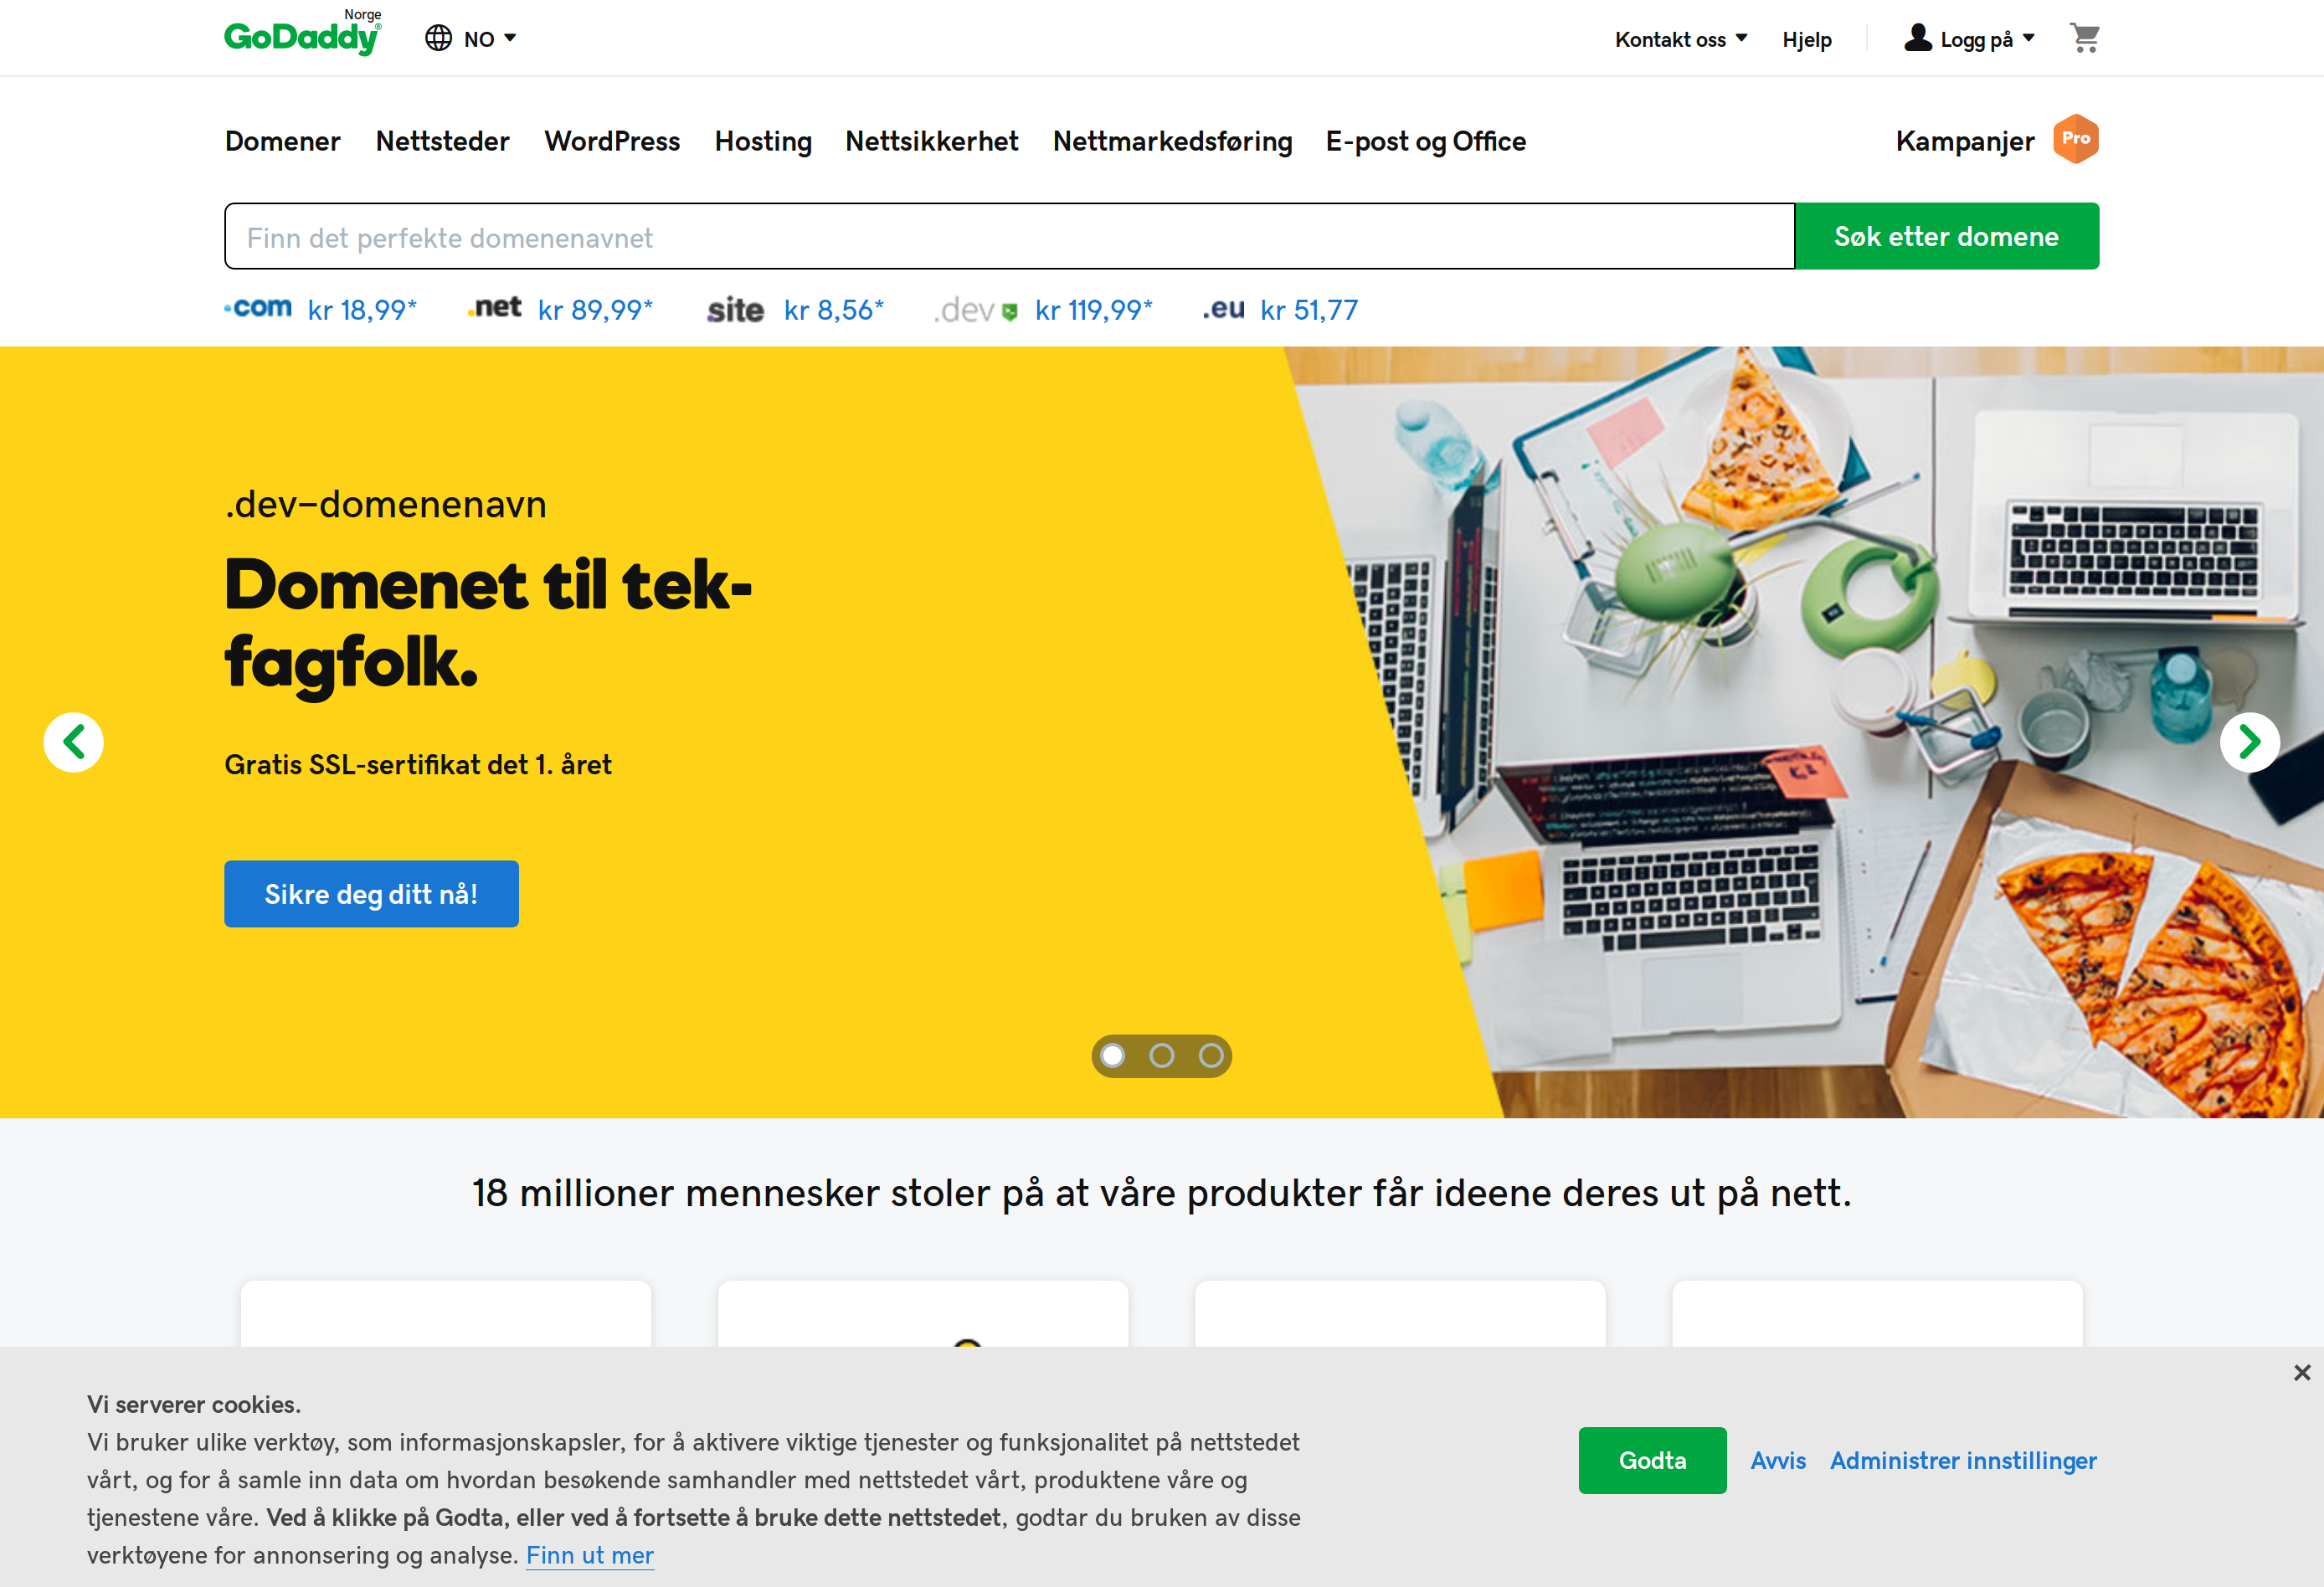 Norge
GoDaddy®
NO
Kontakt oss
Hjelp
Logg på
Domener
Nettsteder
WordPress
Hosting
Nettsikkerhet
Nettmarkedsføring
E-post og Office
Kampanjer
Pro
Finn det perfekte domenenavnet
Søk etter domene
.com kr 18,99*
.net kr 89,99*
.site kr 8,56*
.dev kr 119,99*
.eu kr 51,77
.dev–domenenavn
Domenet til tek-
fagfolk.
Gratis SSL-sertifikat det 1. året
Sikre deg ditt nå!
18 millioner mennesker stoler på at våre produkter får ideene deres ut på nett.
Vi serverer cookies.
Vi bruker ulike verktøy, som informasjonskapsler, for å aktivere viktige tjenester og funksjonalitet på nettstedet
vårt, og for å samle inn data om hvordan besøkende samhandler med nettstedet vårt, produktene våre og
tjenestene våre. Ved å klikke på Godta, eller ved å fortsette å bruke dette nettstedet, godtar du bruken av disse
verktøyene for annonsering og analyse. Finn ut mer
Godta
Avvis
Administrer innstillinger